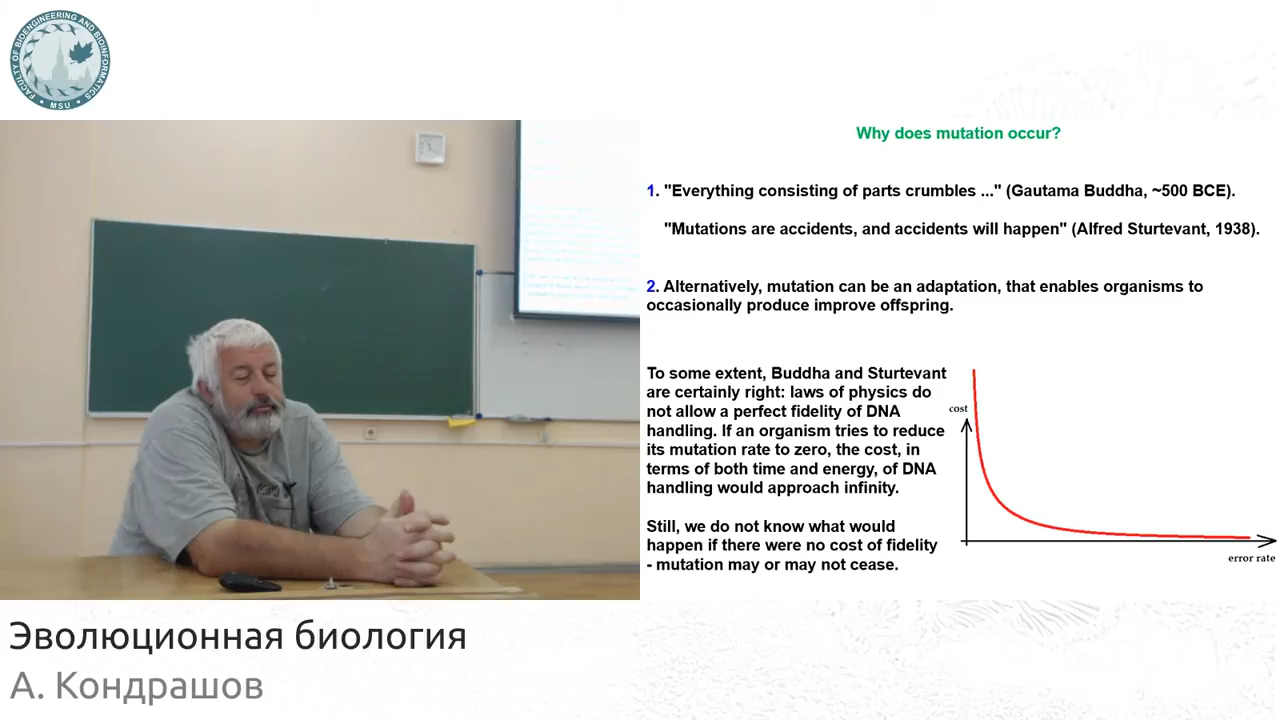 FACULTY OF BIOENGINEERING AND BIOINFORMATICS
• MSU •
Why does mutation occur?
1. "Everything consisting of parts crumbles ..." (Gautama Buddha, ~500 BCE).
"Mutations are accidents, and accidents will happen" (Alfred Sturtevant, 1938).
2. Alternatively, mutation can be an adaptation, that enables organisms to
occasionally produce improve offspring.
To some extent, Buddha and Sturtevant
are certainly right: laws of physics do
not allow a perfect fidelity of DNA
handling. If an organism tries to reduce
its mutation rate to zero, the cost, in
terms of both time and energy, of DNA
handling would approach infinity.
Still, we do not know what would
happen if there were no cost of fidelity
- mutation may or may not cease.
cost
error rate
Эволюционная биология
А. Кондрашов